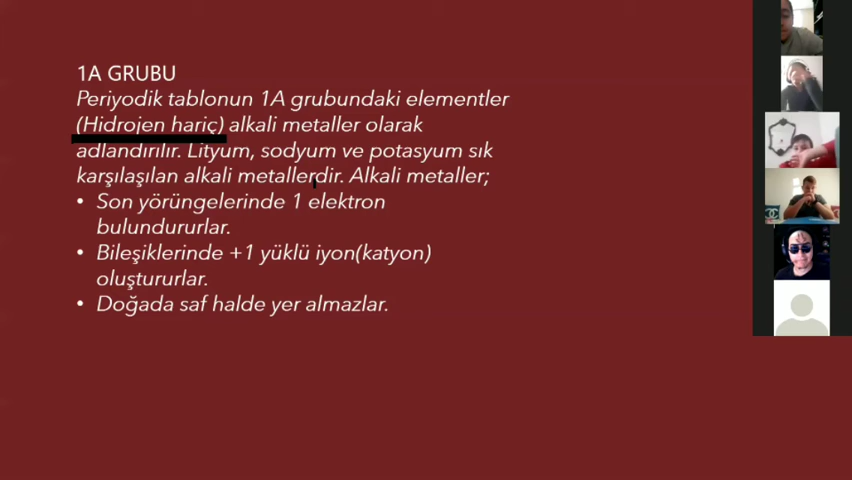 1A GRUBU
Periyodik tablonun 1A grubundaki elementler
(Hidrojen hariç) alkali metaller olarak
adlandırılır. Lityum, sodyum ve potasyum sık
karşılaşılan alkali metallerdir. Alkali metaller;
• Son yörüngelerinde 1 elektron
bulundururlar.
• Bileşiklerinde +1 yüklü iyon(katyon)
oluştururlar.
• Doğada saf halde yer almazlar.